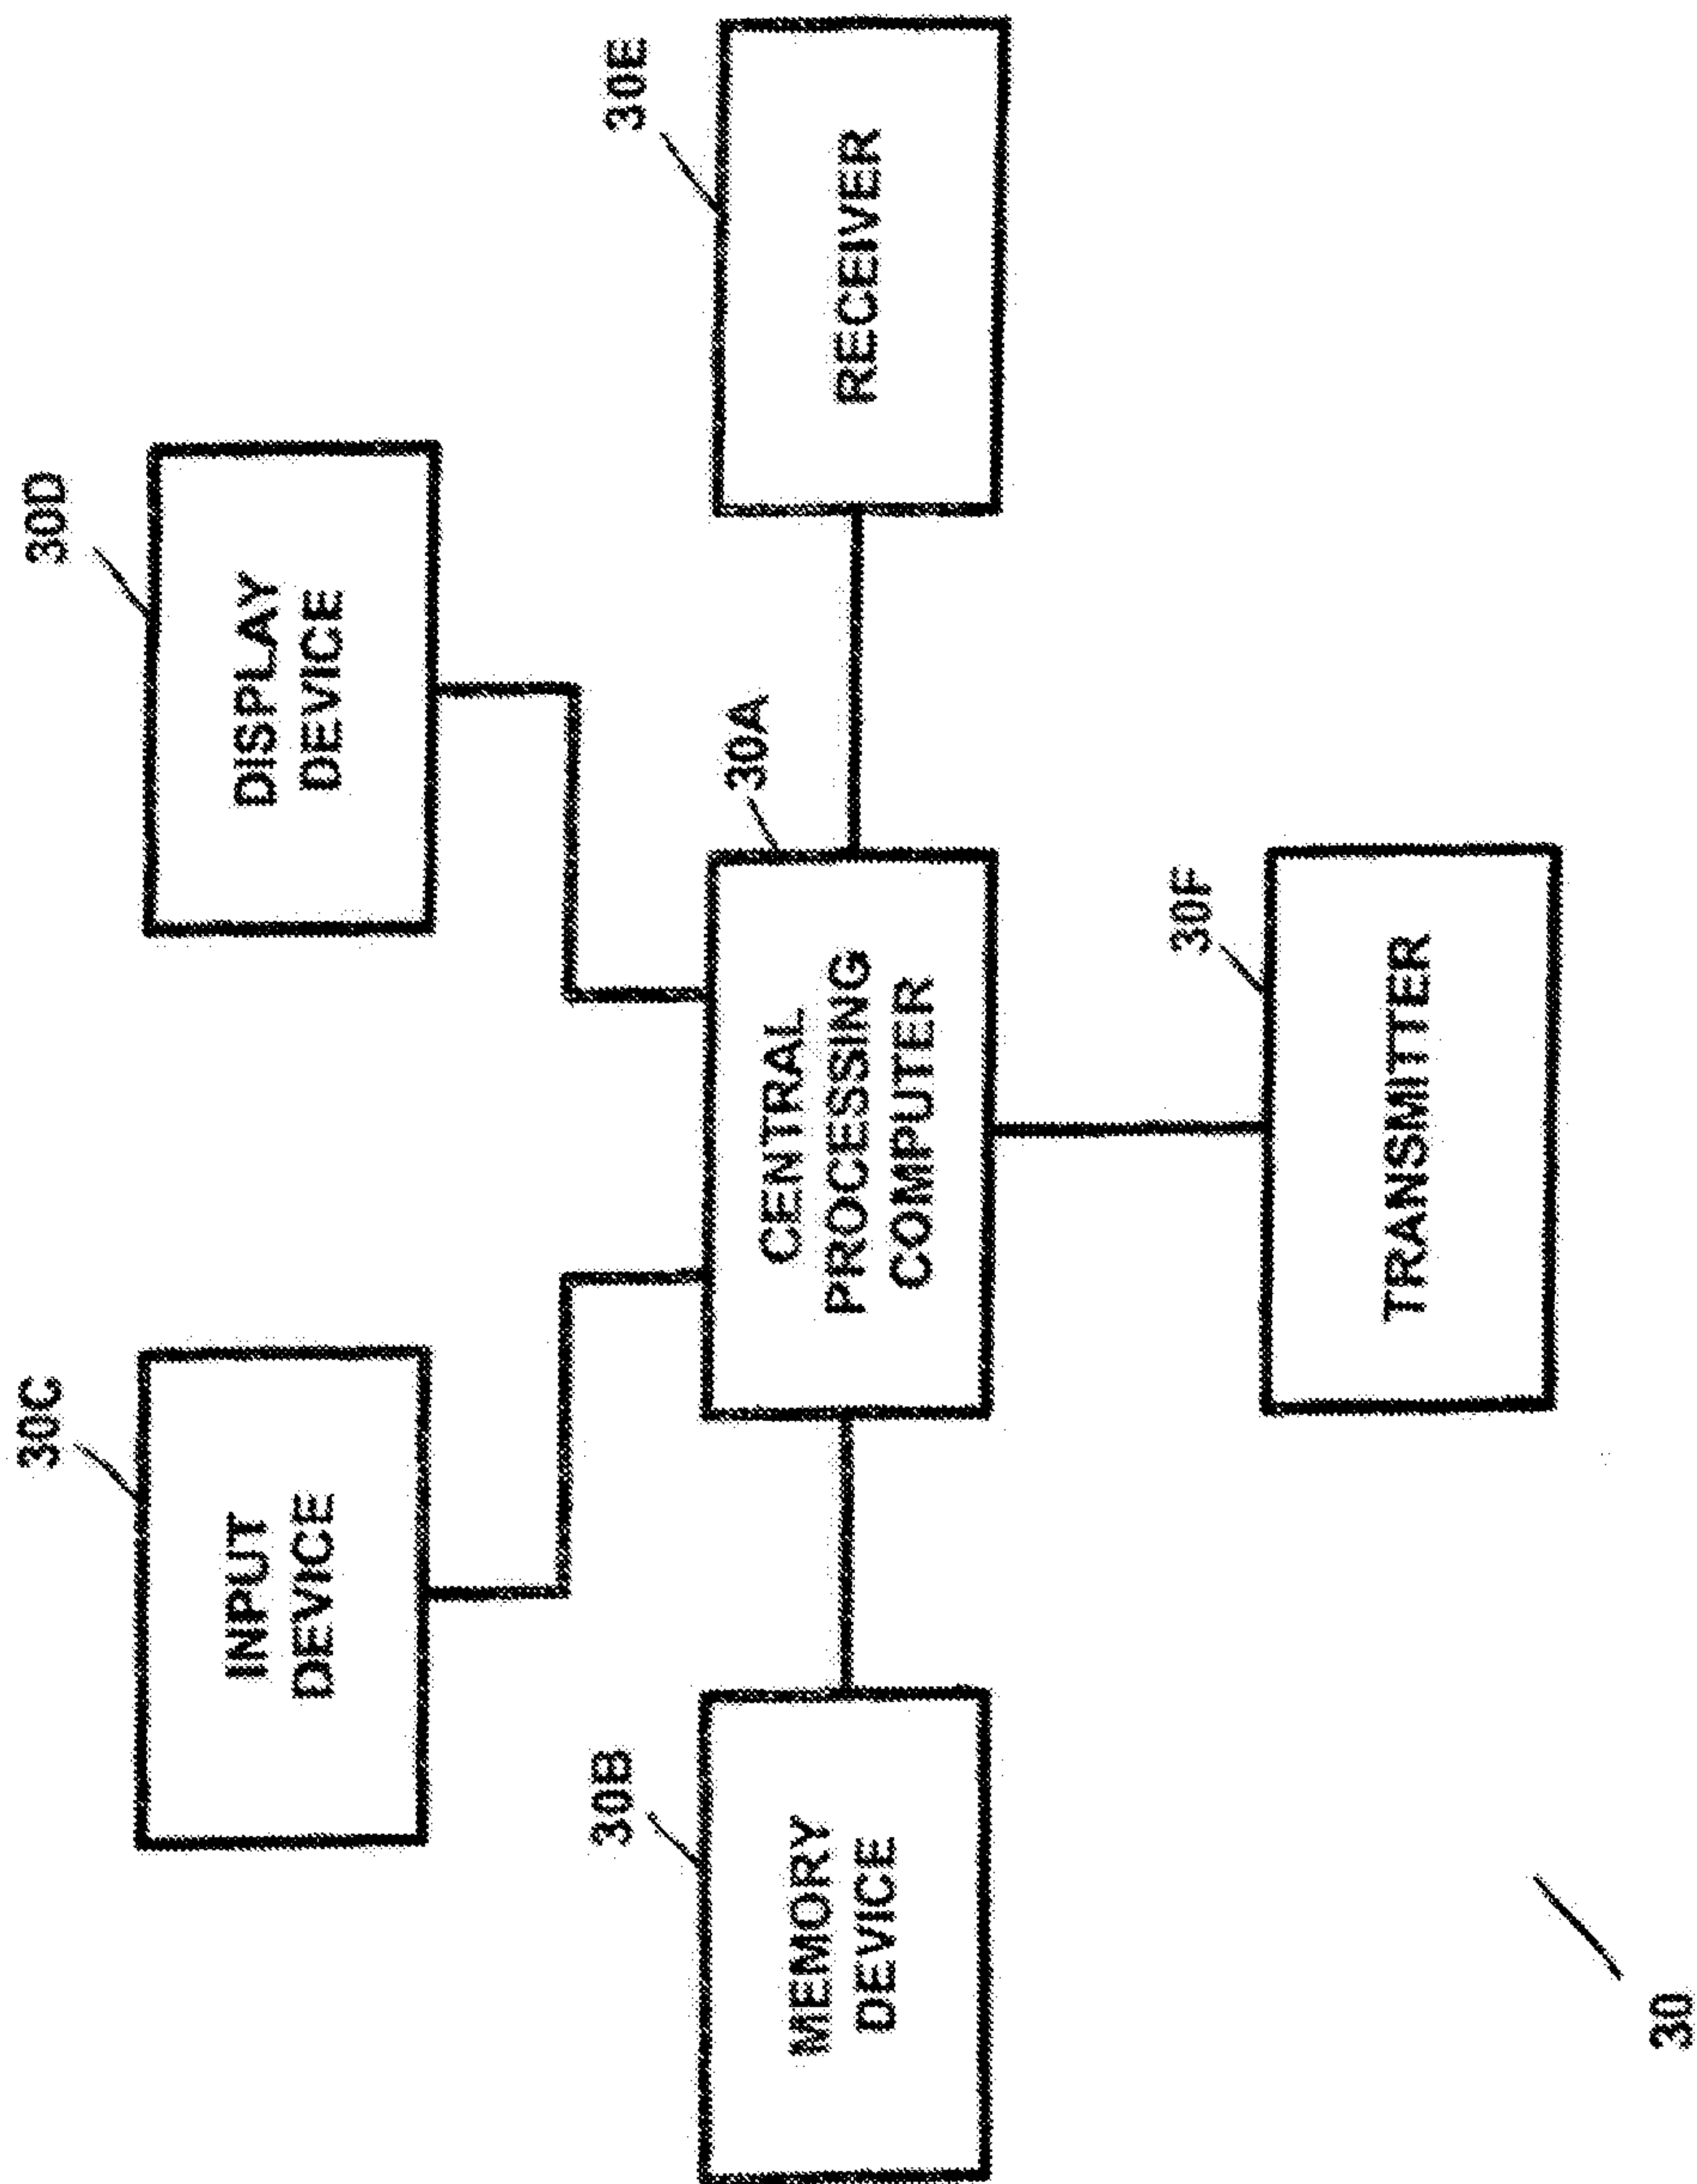 30C
INPUT
DEVICE
30D
DISPLAY
DEVICE
30B
MEMORY
DEVICE
30A
CENTRAL
PROCESSING
COMPUTER
30E
RECEIVER
30F
TRANSMITTER
30